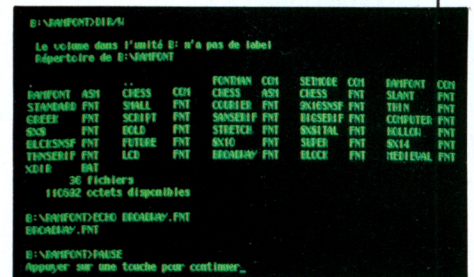 B:\RAMFONT>DIR/W
Le volume dans l'unité B: n'a pas de label
Répertoire de B:\RAMFONT
. .. FONTMAN COM SETMODE COM RAMFONT COM
RAMFONT ASM CHESS COM CHESS ASM CHESS FNT SLANT FNT
STANDARD FNT SMALL FNT COURIER FNT 9X16SNSF FNT THIN FNT
GREEK FNT SCRIPT FNT SANSERIF FNT BIGSERIF FNT COMPUTER FNT
8X8 FNT BOLD FNT STRETCH FNT 8X8ITAL FNT HOLLOW FNT
BLCKSNSF FNT FUTURE FNT 8X10 FNT SUPER FNT 8X14 FNT
THNSERIF FNT LCD FNT BROADWAY FNT BLOCK FNT MEDIEVAL FNT
XDIR BAT
36 fichiers
110692 octets disponibles
B:\RAMFONT>ECHO BROADWAY.FNT
BROADWAY.FNT
B:\RAMFONT>PAUSE
Appuyer sur une touche pour continuer_